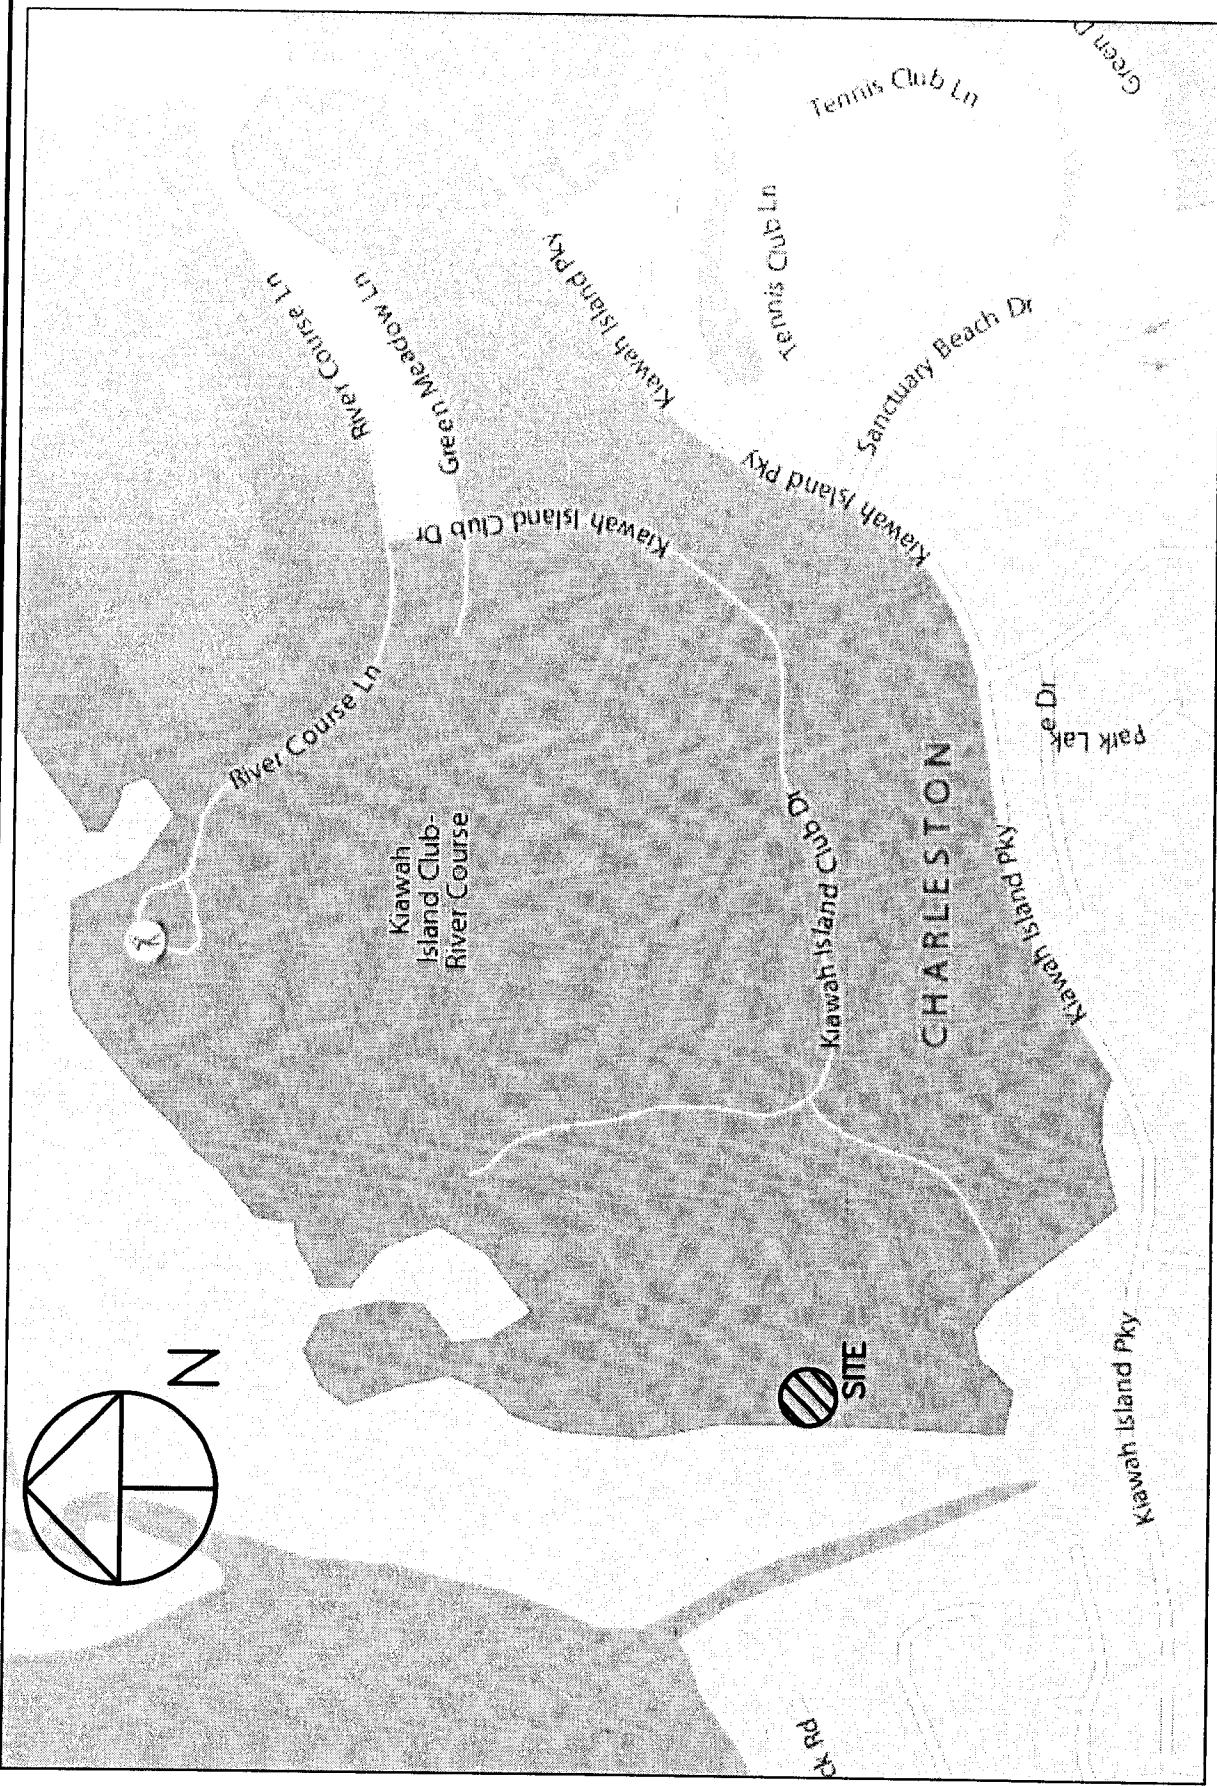 N
River Course Ln
River Course Ln
Green Meadow Ln
Kiawah
Island Club-
River Course
Kiawah Island Club Dr
Kiawah Island Pky
Tennis Club Ln
Kiawah Island Club Dr
ck Rd
SITE
Kiawah Island Pky
Tennis Club Ln
CHARLESTON
Sanctuary Beach Dr
Kiawah Island Pky
Park Lake Dr
Green D
Kiawah Island Pky